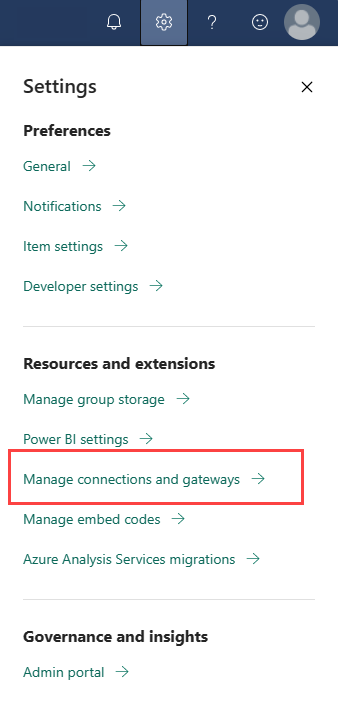 Settings
Preferences
General
Notifications
Item settings
Developer settings
Resources and extensions
Manage group storage
Power BI settings
Manage connections and gateways
Manage embed codes
Azure Analysis Services migrations
Governance and insights
Admin portal